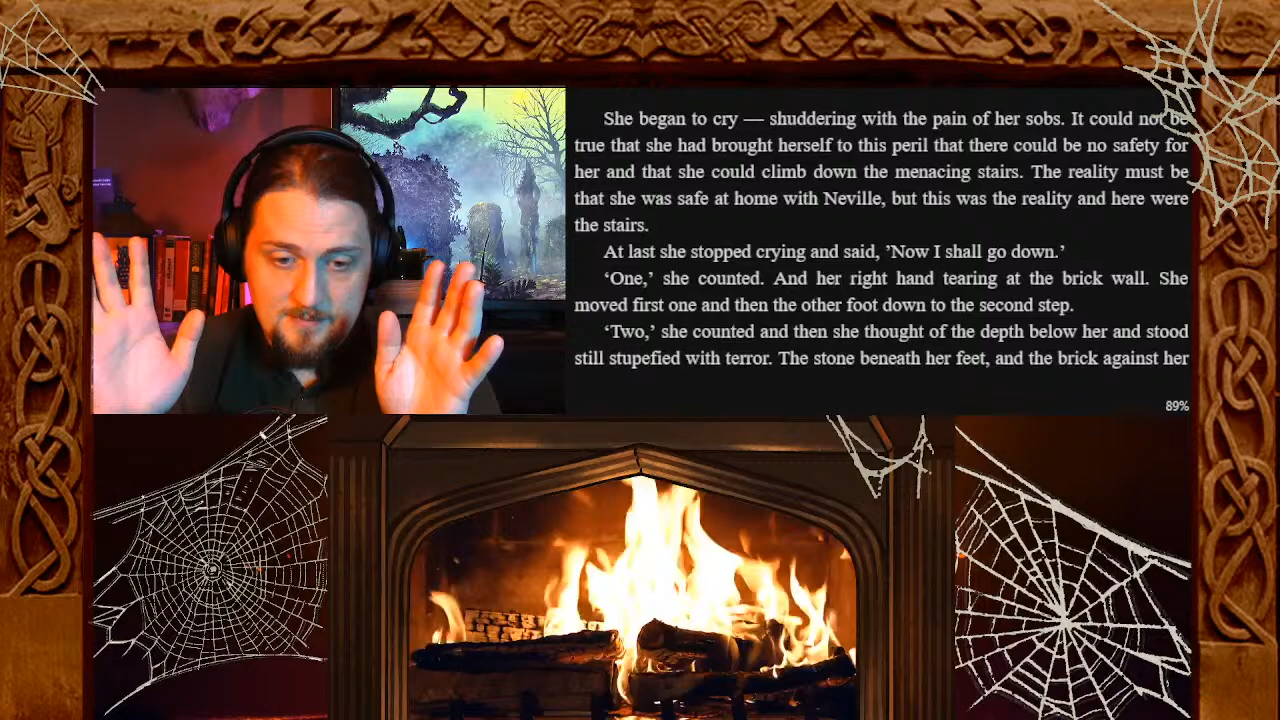 She began to cry — shuddering with the pain of her sobs. It could not be
true that she had brought herself to this peril that there could be no safety for
her and that she could climb down the menacing stairs. The reality must be
that she was safe at home with Neville, but this was the reality and here were
the stairs.
At last she stopped crying and said, ’Now I shall go down.’
‘One,’ she counted. And her right hand tearing at the brick wall. She
moved first one and then the other foot down to the second step.
‘Two,’ she counted and then she thought of the depth below her and stood
still stupefied with terror. The stone beneath her feet, and the brick against her
89%